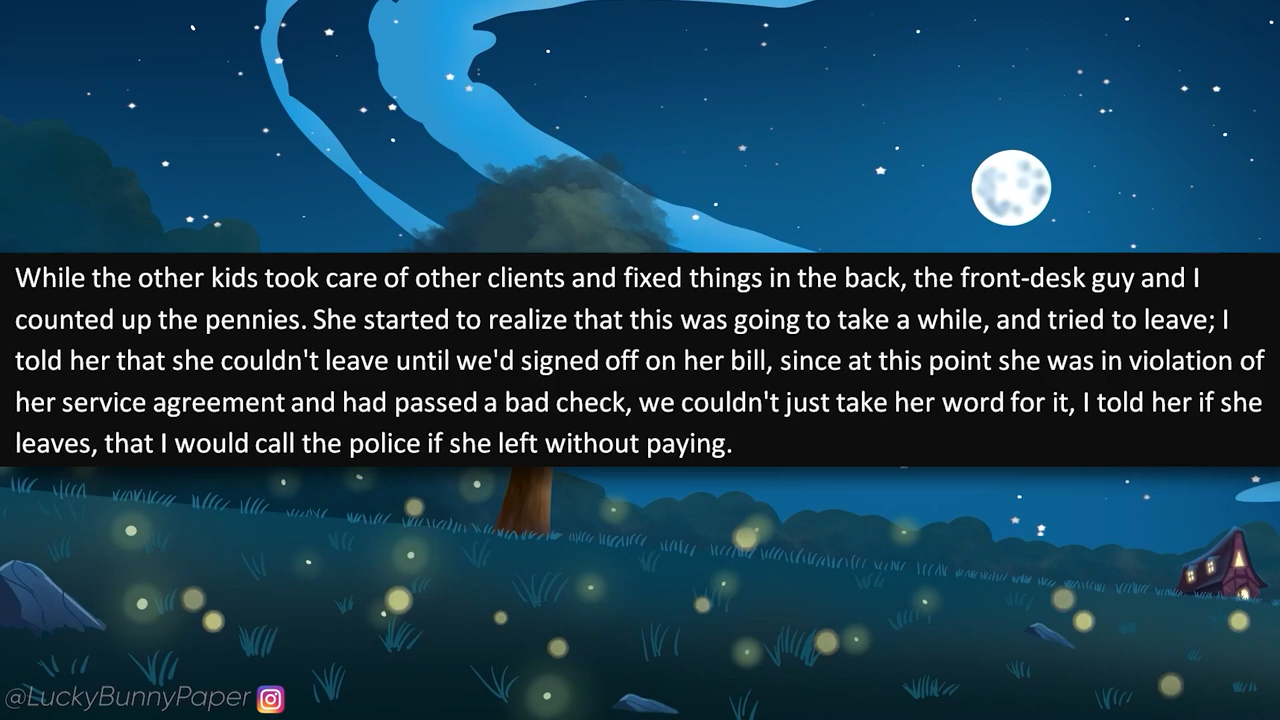 While the other kids took care of other clients and fixed things in the back, the front-desk guy and I
counted up the pennies. She started to realize that this was going to take a while, and tried to leave; I
told her that she couldn't leave until we'd signed off on her bill, since at this point she was in violation of
her service agreement and had passed a bad check, we couldn't just take her word for it, I told her if she
leaves, that I would call the police if she left without paying.
@LuckyBunnyPaper